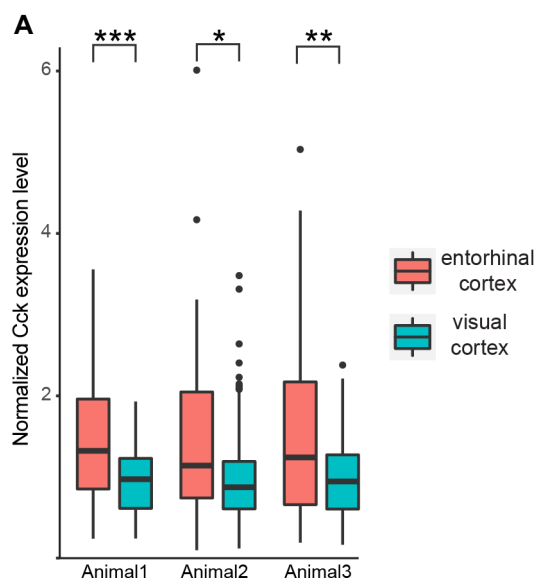 A
*** * **
6
4
2
Normalized Cck expression level
Animal1 Animal2 Animal3
entorhinal
cortex
visual
cortex